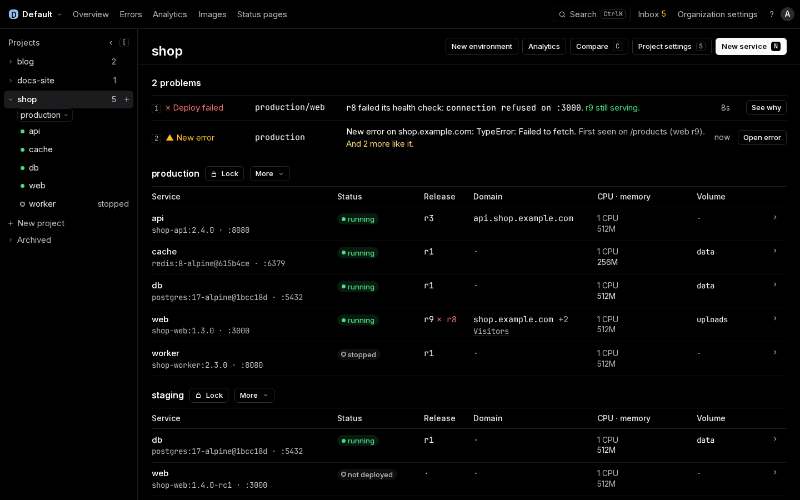 D Default Overview Errors Analytics Images Status pages Search Ctrl K Inbox 5 Organization settings ? A
Projects ‹ [
blog 2
docs-site 1
shop 5 +
production
api
cache
db
web
worker stopped
+ New project
Archived
shop New environment Analytics Compare C Project settings S New service N
2 problems
1 × Deploy failed production/web r8 failed its health check: connection refused on :3000. r9 still serving. 8s See why
2 New error production New error on shop.example.com: TypeError: Failed to fetch. First seen on /products (web r9). now Open error
And 2 more like it.
production Lock More
Service Status Release Domain CPU · memory Volume
api running r3 api.shop.example.com 1 CPU - ›
shop-api:2.4.0 · :8080 512M
cache running r1 - 1 CPU data ›
redis:8-alpine@615b4ce · :6379 256M
db running r1 - 1 CPU data ›
postgres:17-alpine@1bcc18d · :5432 512M
web running r9 × r8 shop.example.com +2 1 CPU uploads ›
shop-web:1.3.0 · :3000 Visitors 512M
worker stopped r1 - 1 CPU - ›
shop-worker:2.3.0 · :8080 512M
staging Lock More
Service Status Release Domain CPU · memory Volume
db running r1 - 1 CPU data ›
postgres:17-alpine@1bcc18d · :5432 512M
web not deployed - - 1 CPU - ›
shop-web:1.4.0-rc1 · :3000 512M